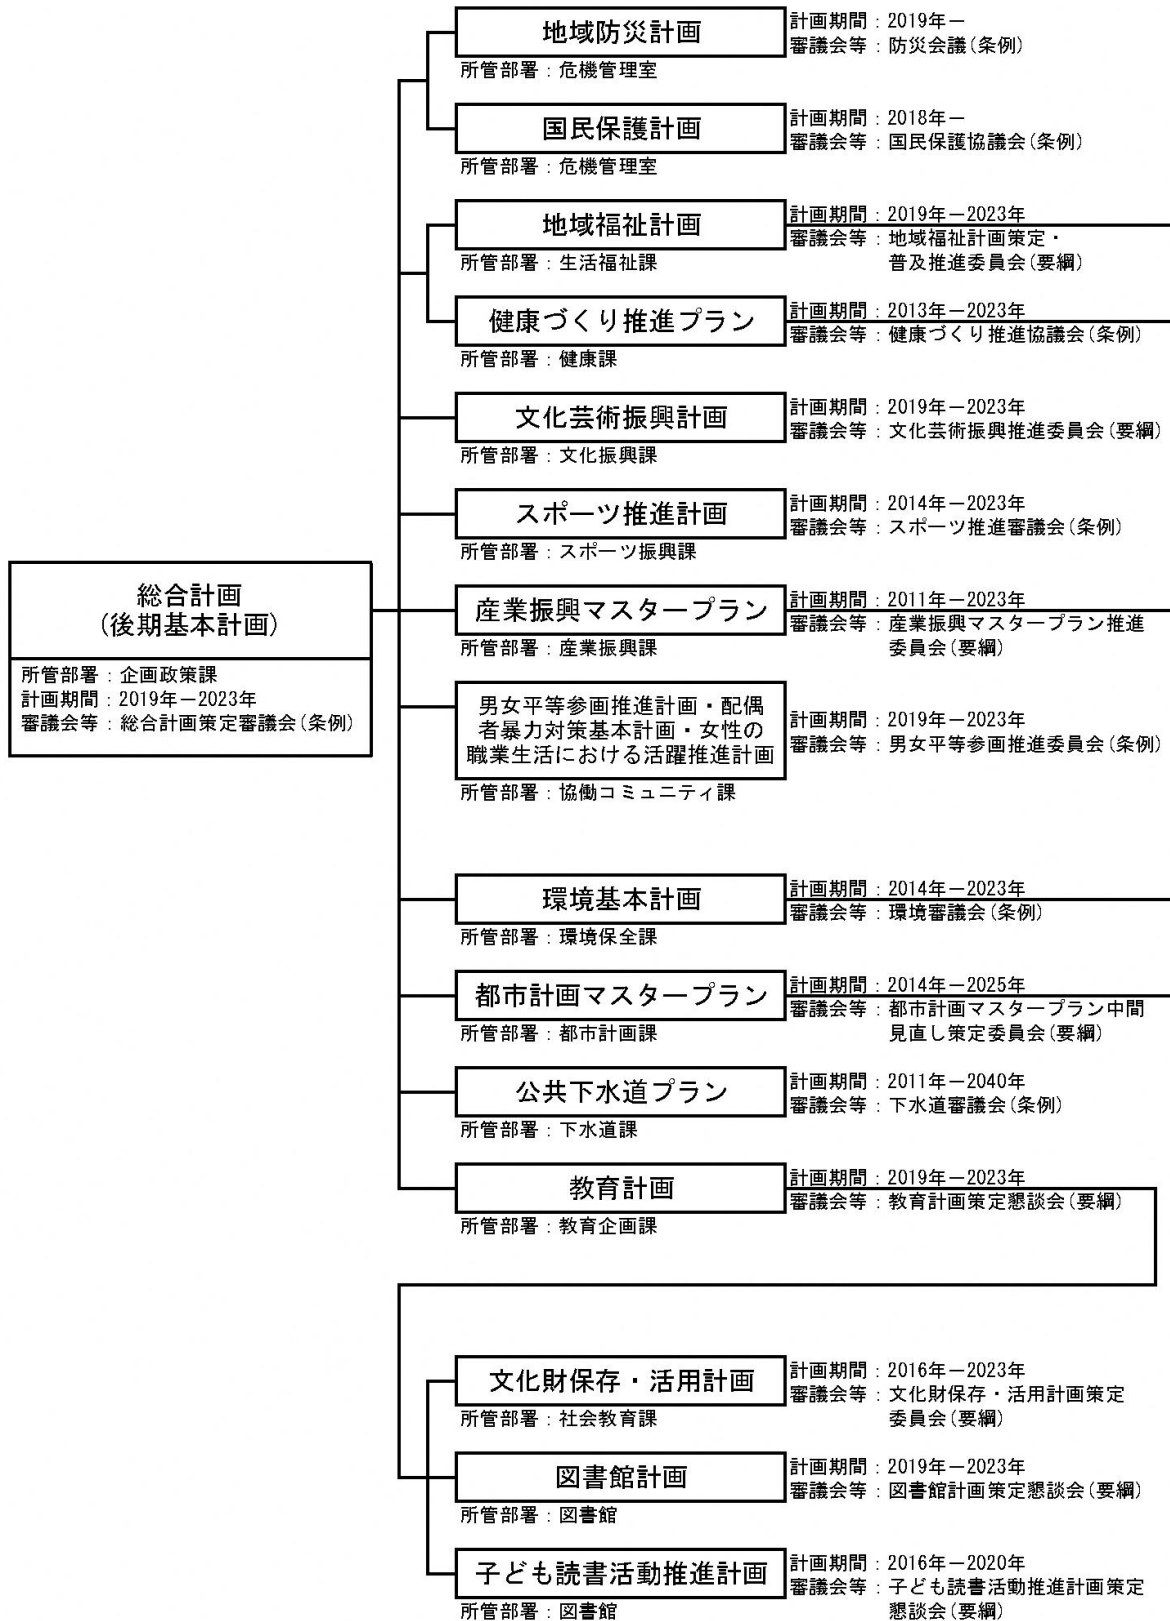 地域防災計画
計画期間：2019年－
審議会等：防災会議(条例)
所管部署：危機管理室
国民保護計画
計画期間：2018年－
審議会等：国民保護協議会(条例)
所管部署：危機管理室
地域福祉計画
計画期間：2019年－2023年
審議会等：地域福祉計画策定・
普及推進委員会(要綱)
所管部署：生活福祉課
健康づくり推進プラン
計画期間：2013年－2023年
審議会等：健康づくり推進協議会(条例)
所管部署：健康課
文化芸術振興計画
計画期間：2019年－2023年
審議会等：文化芸術振興推進委員会(要綱)
所管部署：文化振興課
スポーツ推進計画
計画期間：2014年－2023年
審議会等：スポーツ推進審議会(条例)
所管部署：スポーツ振興課
総合計画
(後期基本計画)
所管部署：企画政策課
計画期間：2019年－2023年
審議会等：総合計画策定審議会(条例)
産業振興マスタープラン
計画期間：2011年－2023年
審議会等：産業振興マスタープラン推進
委員会(要綱)
所管部署：産業振興課
男女平等参画推進計画・配偶
者暴力対策基本計画・女性の
職業生活における活躍推進計画
計画期間：2019年－2023年
審議会等：男女平等参画推進委員会(条例)
所管部署：協働コミュニティ課
環境基本計画
計画期間：2014年－2023年
審議会等：環境審議会(条例)
所管部署：環境保全課
都市計画マスタープラン
計画期間：2014年－2025年
審議会等：都市計画マスタープラン中間
見直し策定委員会(要綱)
所管部署：都市計画課
公共下水道プラン
計画期間：2011年－2040年
審議会等：下水道審議会(条例)
所管部署：下水道課
教育計画
計画期間：2019年－2023年
審議会等：教育計画策定懇談会(要綱)
所管部署：教育企画課
文化財保存・活用計画
計画期間：2016年－2023年
審議会等：文化財保存・活用計画策定
委員会(要綱)
所管部署：社会教育課
図書館計画
計画期間：2019年－2023年
審議会等：図書館計画策定懇談会(要綱)
所管部署：図書館
子ども読書活動推進計画
計画期間：2016年－2020年
審議会等：子ども読書活動推進計画策定
懇談会(要綱)
所管部署：図書館